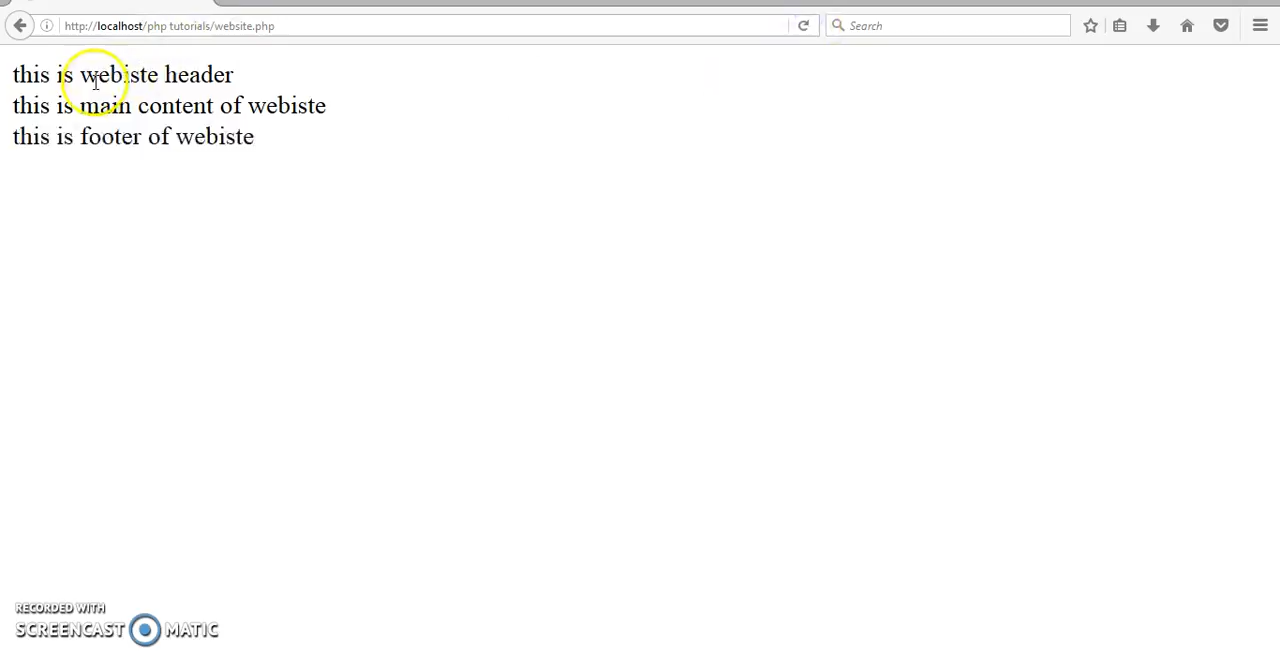 http://localhost/php tutorials/website.php
Search
this is webiste header
this is main content of webiste
this is footer of webiste
RECORDED WITH
SCREENCAST MATIC